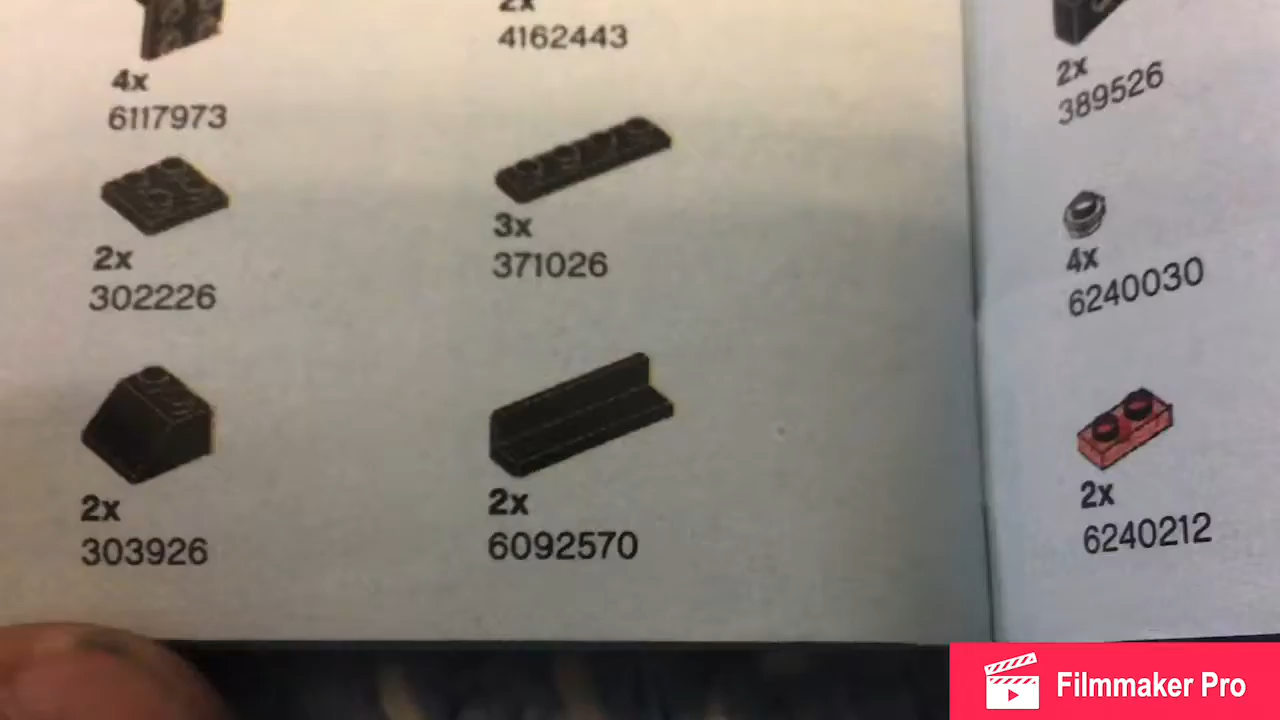 4x
6117973
2x
302226
2x
303926
2x
4162443
3x
371026
2x
6092570
2x
389526
4x
6240030
2x
6240212
Filmmaker Pro